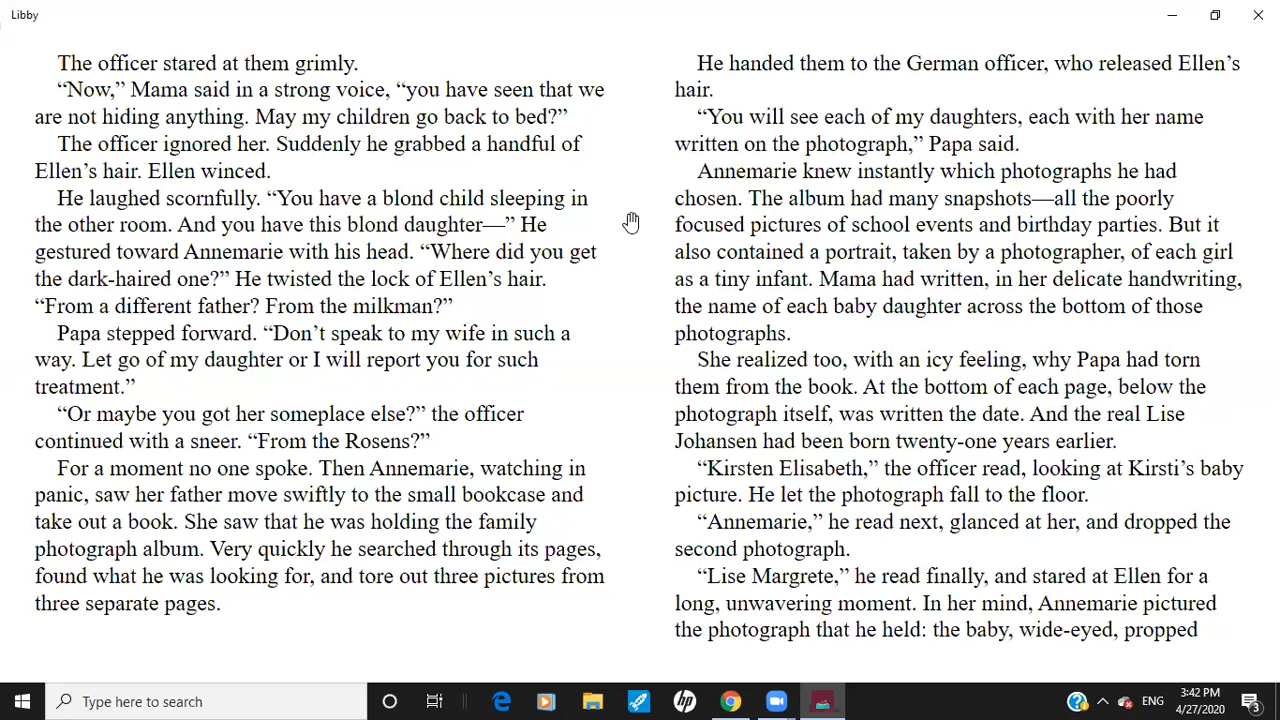 Libby
The officer stared at them grimly.
“Now,” Mama said in a strong voice, “you have seen that we
are not hiding anything. May my children go back to bed?”
The officer ignored her. Suddenly he grabbed a handful of
Ellen’s hair. Ellen winced.
He laughed scornfully. “You have a blond child sleeping in
the other room. And you have this blond daughter—” He
gestured toward Annemarie with his head. “Where did you get
the dark-haired one?” He twisted the lock of Ellen’s hair.
“From a different father? From the milkman?”
Papa stepped forward. “Don’t speak to my wife in such a
way. Let go of my daughter or I will report you for such
treatment.”
“Or maybe you got her someplace else?” the officer
continued with a sneer. “From the Rosens?”
For a moment no one spoke. Then Annemarie, watching in
panic, saw her father move swiftly to the small bookcase and
take out a book. She saw that he was holding the family
photograph album. Very quickly he searched through its pages,
found what he was looking for, and tore out three pictures from
three separate pages.
He handed them to the German officer, who released Ellen’s
hair.
“You will see each of my daughters, each with her name
written on the photograph,” Papa said.
Annemarie knew instantly which photographs he had
chosen. The album had many snapshots—all the poorly
focused pictures of school events and birthday parties. But it
also contained a portrait, taken by a photographer, of each girl
as a tiny infant. Mama had written, in her delicate handwriting,
the name of each baby daughter across the bottom of those
photographs.
She realized too, with an icy feeling, why Papa had torn
them from the book. At the bottom of each page, below the
photograph itself, was written the date. And the real Lise
Johansen had been born twenty-one years earlier.
“Kirsten Elisabeth,” the officer read, looking at Kirsti’s baby
picture. He let the photograph fall to the floor.
“Annemarie,” he read next, glanced at her, and dropped the
second photograph.
“Lise Margrete,” he read finally, and stared at Ellen for a
long, unwavering moment. In her mind, Annemarie pictured
the photograph that he held: the baby, wide-eyed, propped
Type here to search
hp
ENG
3:42 PM
4/27/2020
3